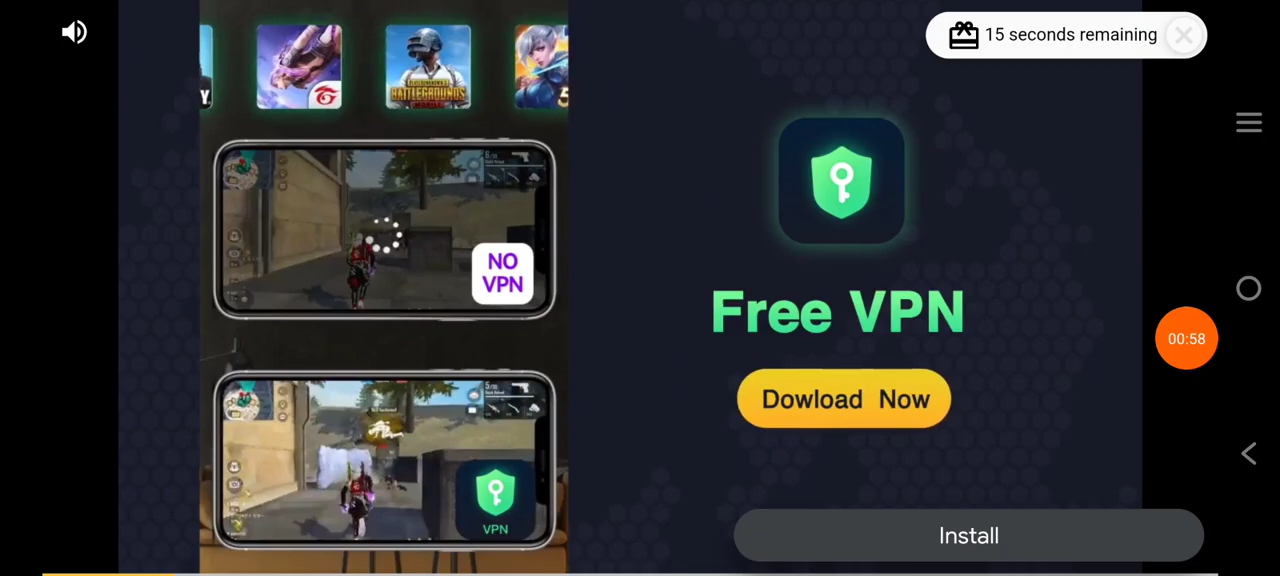 15 seconds remaining
BATTLEGROUNDS
NO
VPN
Free VPN
00:58
Dowload Now
VPN
Install